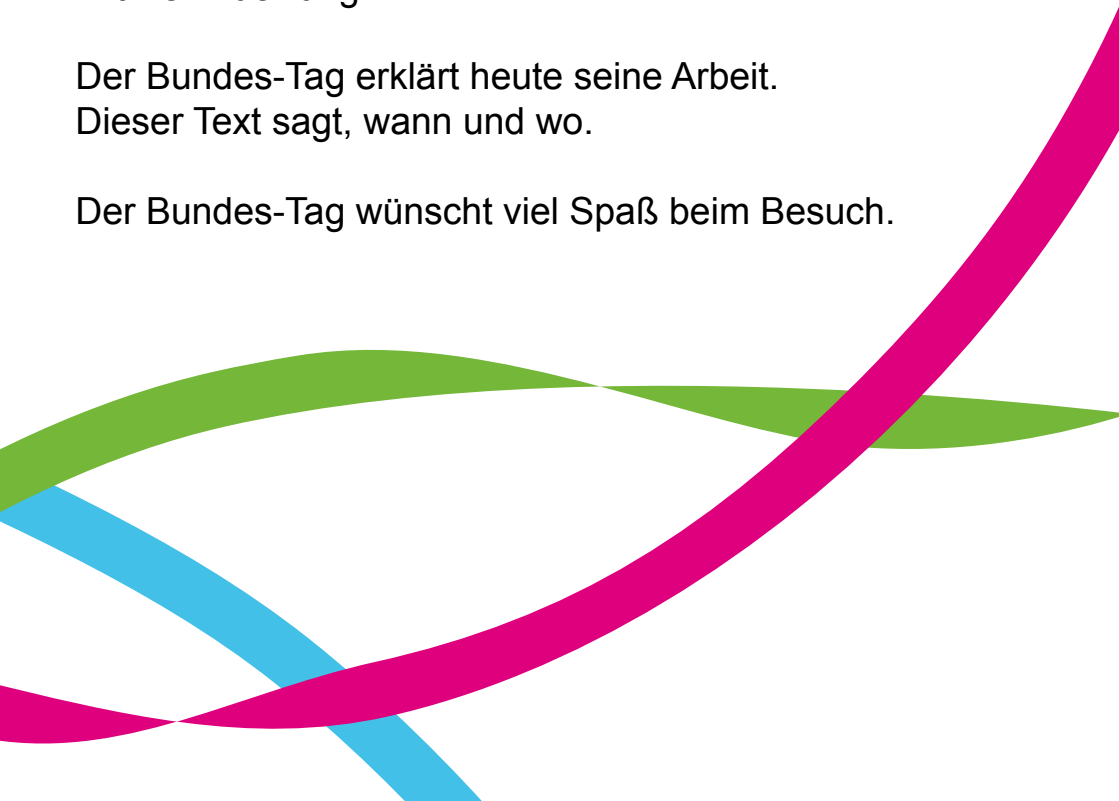 Der Bundes-Tag erklärt heute seine Arbeit.
Dieser Text sagt, wann und wo.
Der Bundes-Tag wünscht viel Spaß beim Besuch.